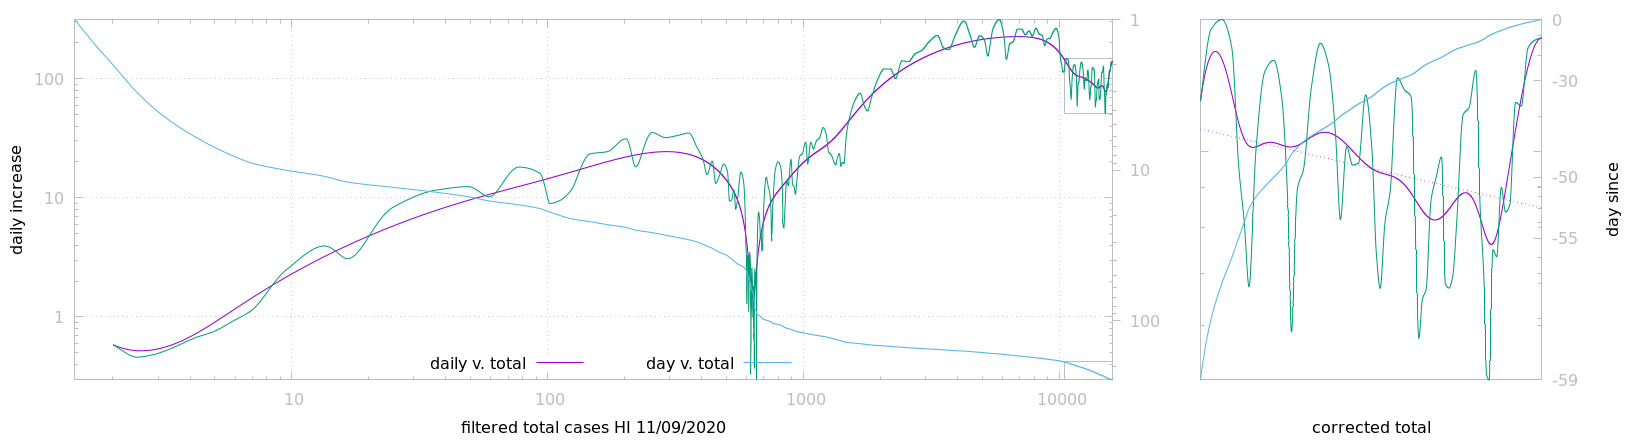 daily increase
100
10
1
daily v. total
day v. total
10
100
1000
10000
filtered total cases HI 11/09/2020
1
10
100
0
-30
-50
-55
-59
day since
corrected total